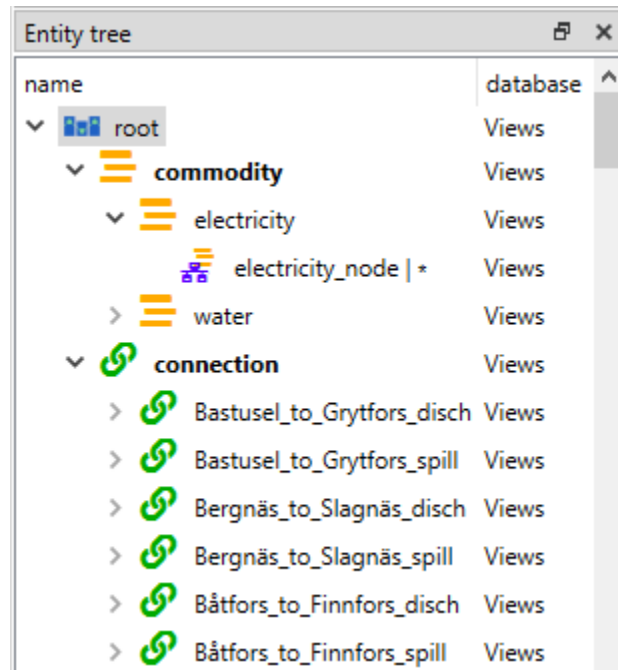 Entity tree
name database
root Views
commodity Views
electricity Views
electricity_node | * Views
water Views
connection Views
Bastusel_to_Grytfors_disch Views
Bastusel_to_Grytfors_spill Views
Bergnäs_to_Slagnäs_disch Views
Bergnäs_to_Slagnäs_spill Views
Båtfors_to_Finnfors_disch Views
Båtfors_to_Finnfors_spill Views